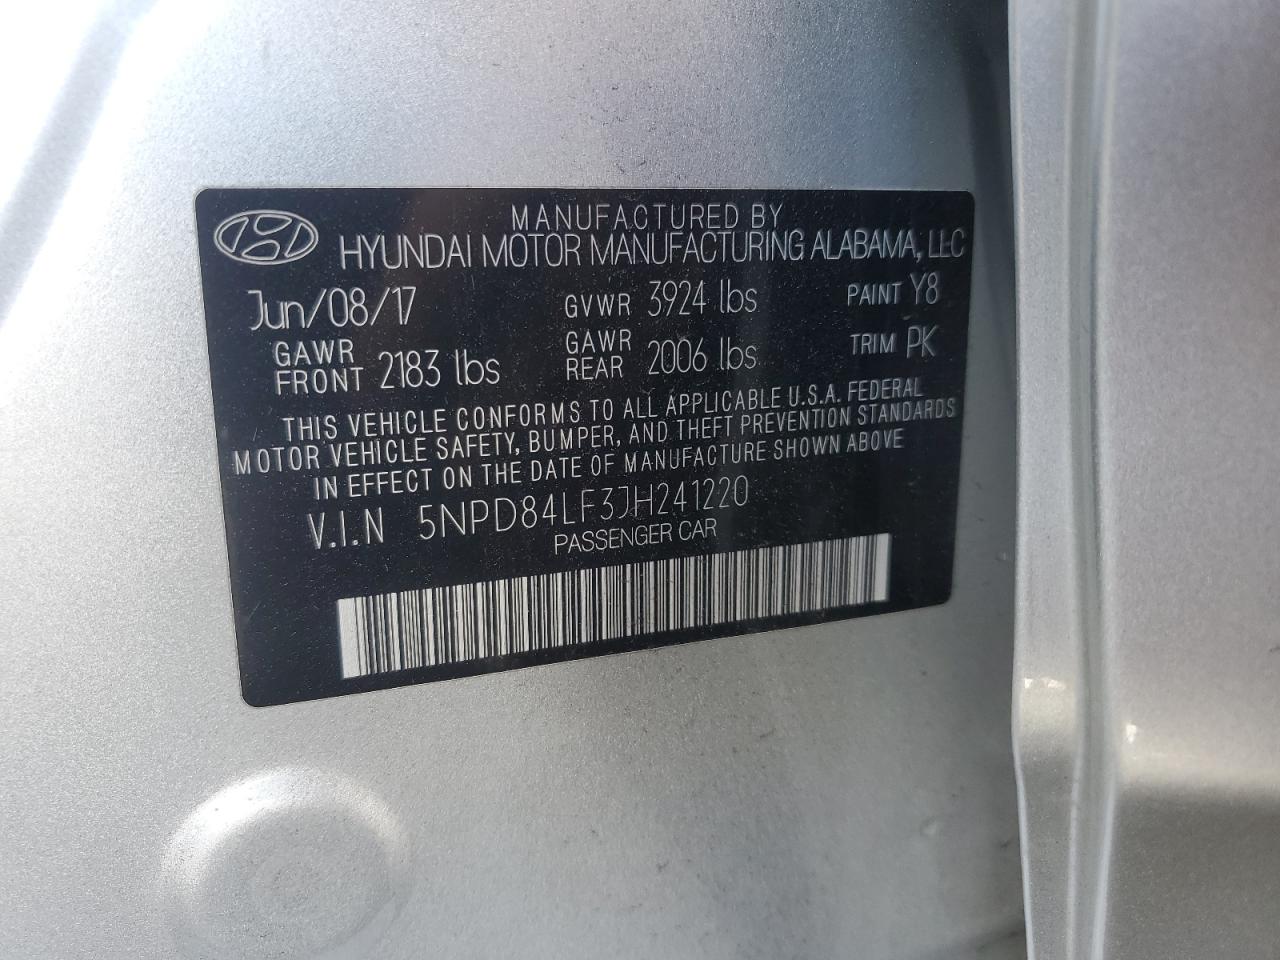 MANUFACTURED BY
HYUNDAI MOTOR MANUFACTURING ALABAMA, LLC
Jun/08/17 GVWR 3924 lbs PAINT Y8
GAWR FRONT 2183 lbs GAWR REAR 2006 lbs TRIM PK
THIS VEHICLE CONFORMS TO ALL APPLICABLE U.S.A. FEDERAL
MOTOR VEHICLE SAFETY, BUMPER, AND THEFT PREVENTION STANDARDS
IN EFFECT ON THE DATE OF MANUFACTURE SHOWN ABOVE
V.I.N 5NPD84LF3JH241220
PASSENGER CAR